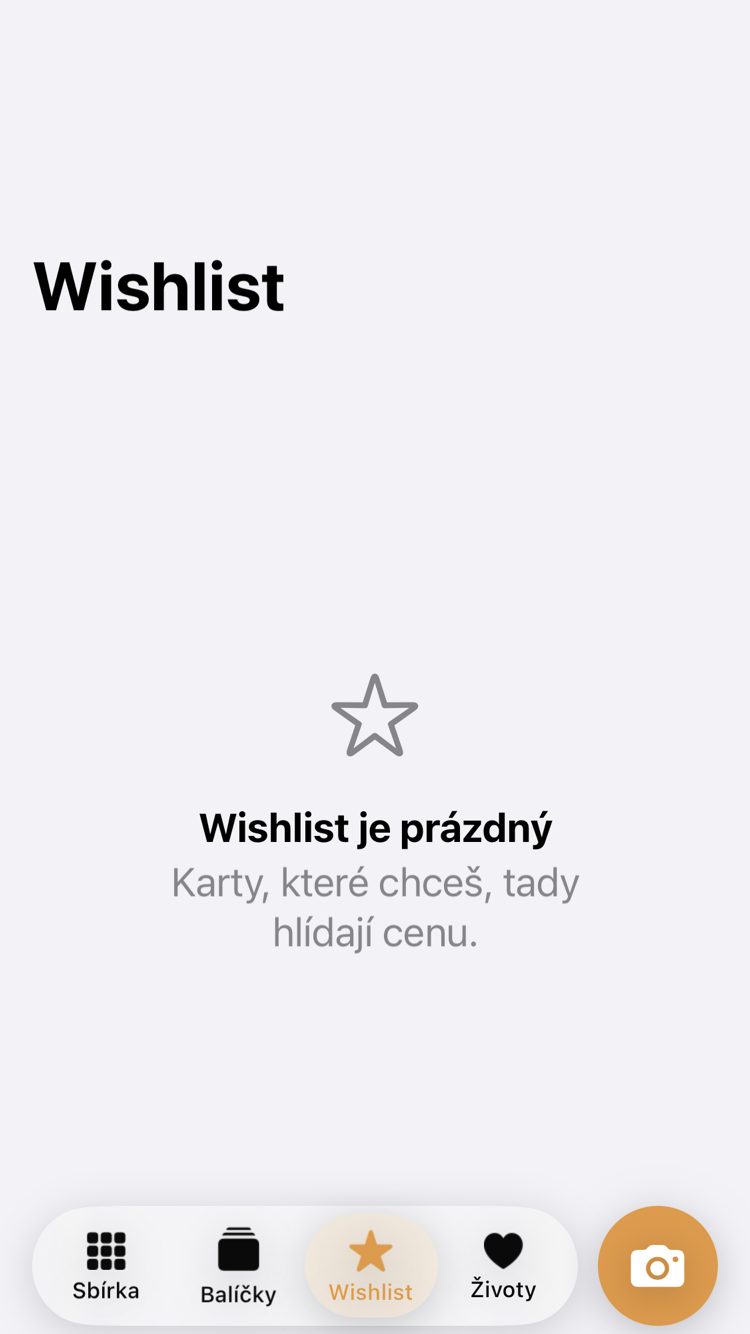 Wishlist
Wishlist je prázdný
Karty, které chceš, tady
hlídají cenu.
Sbírka
Balíčky
Wishlist
Životy